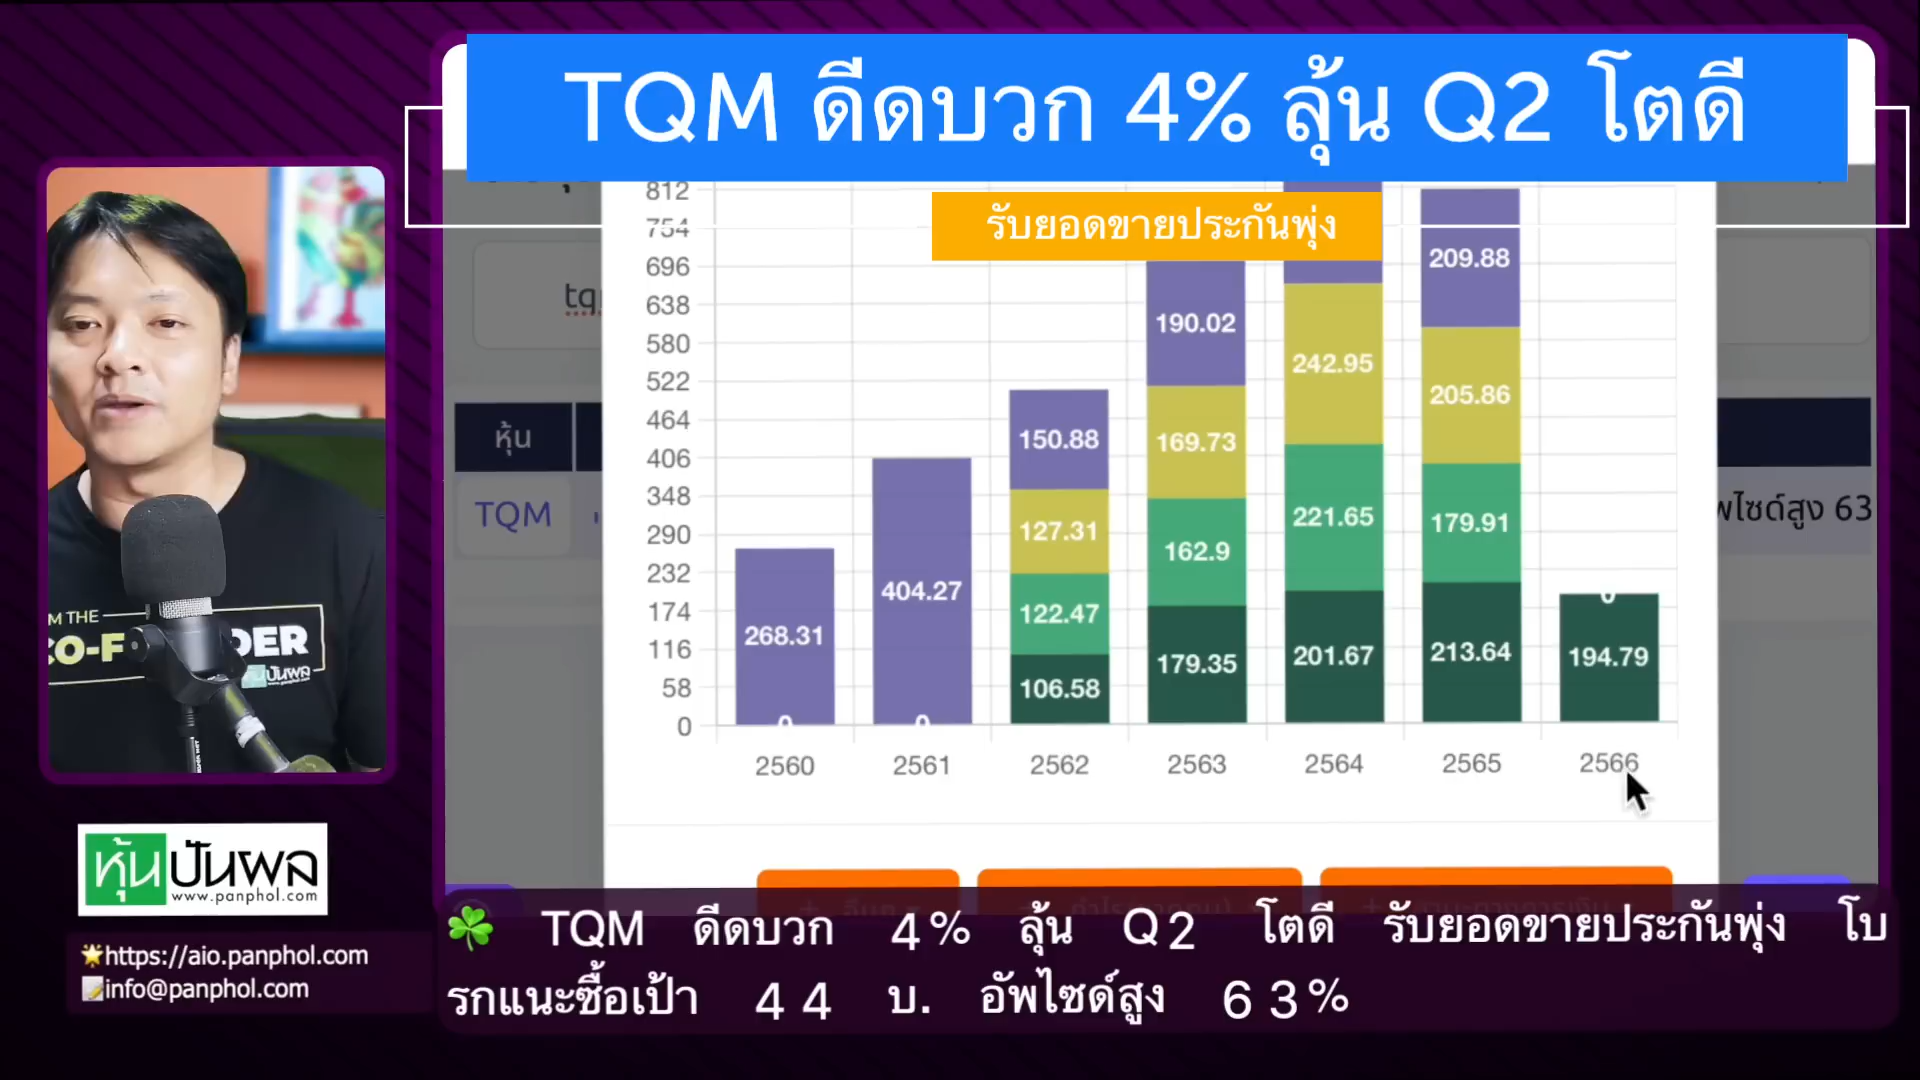 TQM ดีดบวก 4% ลุ้น Q2 โตดี
รับยอดขายประกันพุ่ง
812
754
696
638
580
522
464
406
348
290
232
174
116
58
0
268.31
0
404.27
0
150.88
127.31
122.47
106.58
190.02
169.73
162.9
179.35
242.95
221.65
201.67
209.88
205.86
179.91
213.64
0
194.79
2560 2561 2562 2563 2564 2565 2566
หุ้น
TQM
พไซด์สูง 63
M THE
CO-F DER
หุ้นปันผล
www.panphol.com
https://aio.panphol.com
info@panphol.com
TQM ดีดบวก 4% ลุ้น Q2 โตดี รับยอดขายประกันพุ่ง โบ
รกแนะซื้อเป้า 44 บ. อัพไซด์สูง 63%